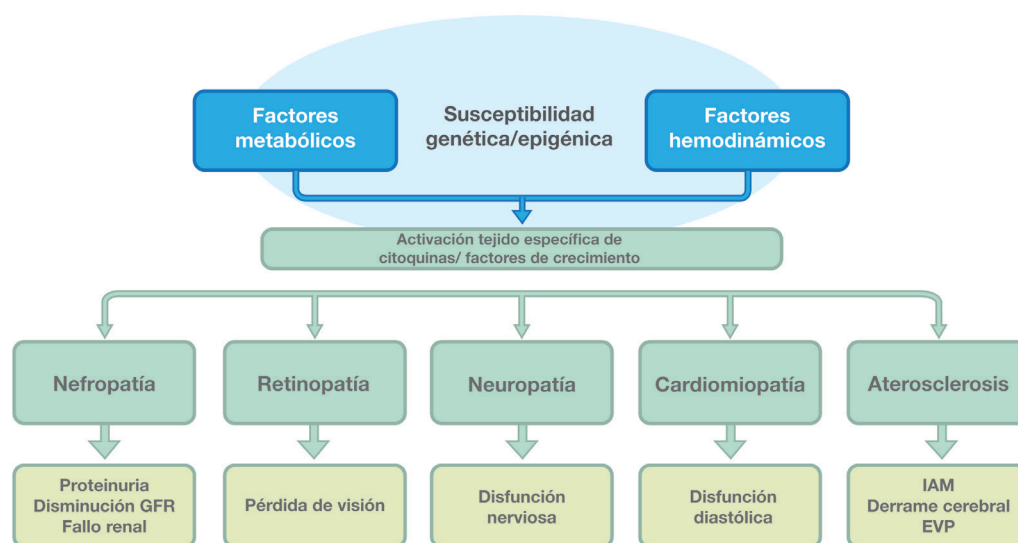 Factores
metabólicos
Susceptibilidad
genética/epigénica
Factores
hemodinámicos
Activación tejido específica de
citoquinas/ factores de crecimiento
Nefropatía
Retinopatía
Neuropatía
Cardiomiopatía
Aterosclerosis
Proteinuria
Disminución GFR
Fallo renal
Pérdida de visión
Disfunción
nerviosa
Disfunción
diastólica
IAM
Derrame cerebral
EVP